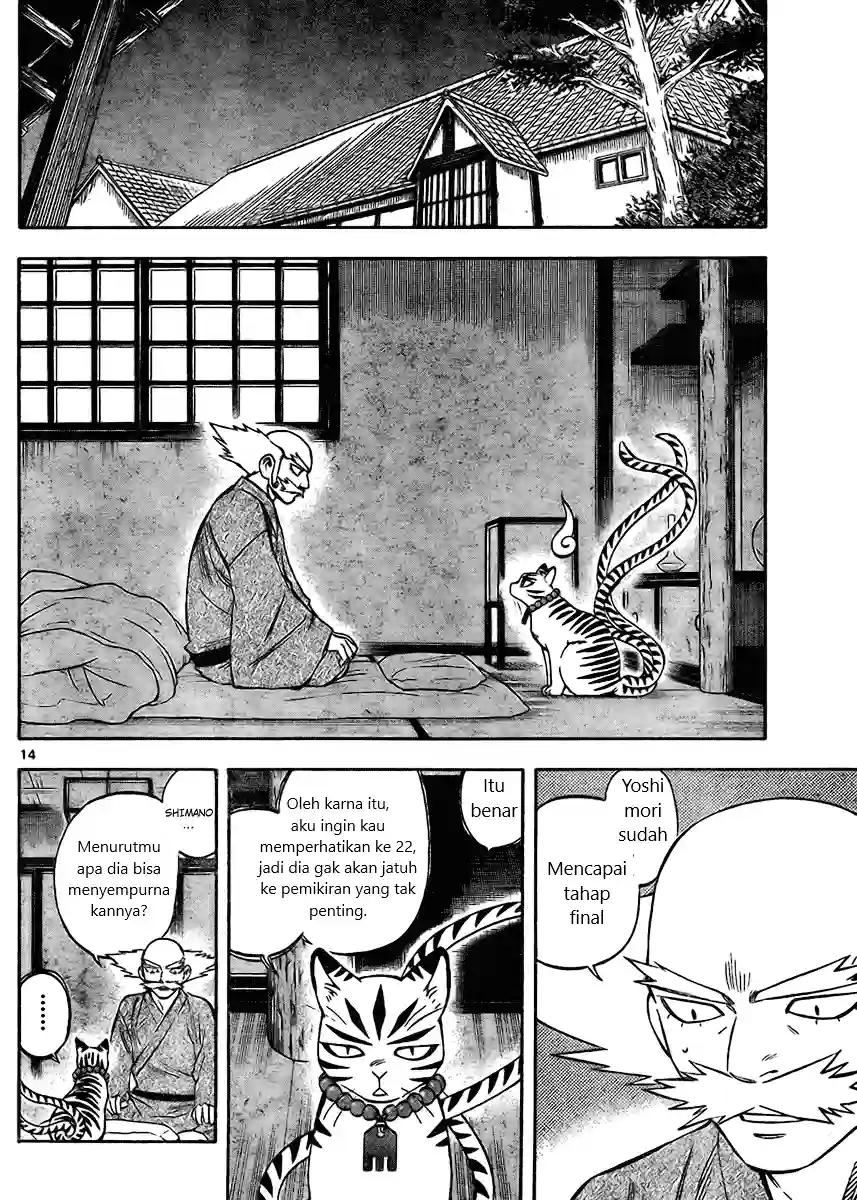 14
Yoshi
mori
sudah
Mencapai
tahap
final
Itu
benar
Oleh karna itu,
aku ingin kau
memperhatikan ke 22,
jadi dia gak akan jatuh
ke pemikiran yang tak
penting.
SHIMANO
...
Menurutmu
apa dia bisa
menyempurna
kannya?
......